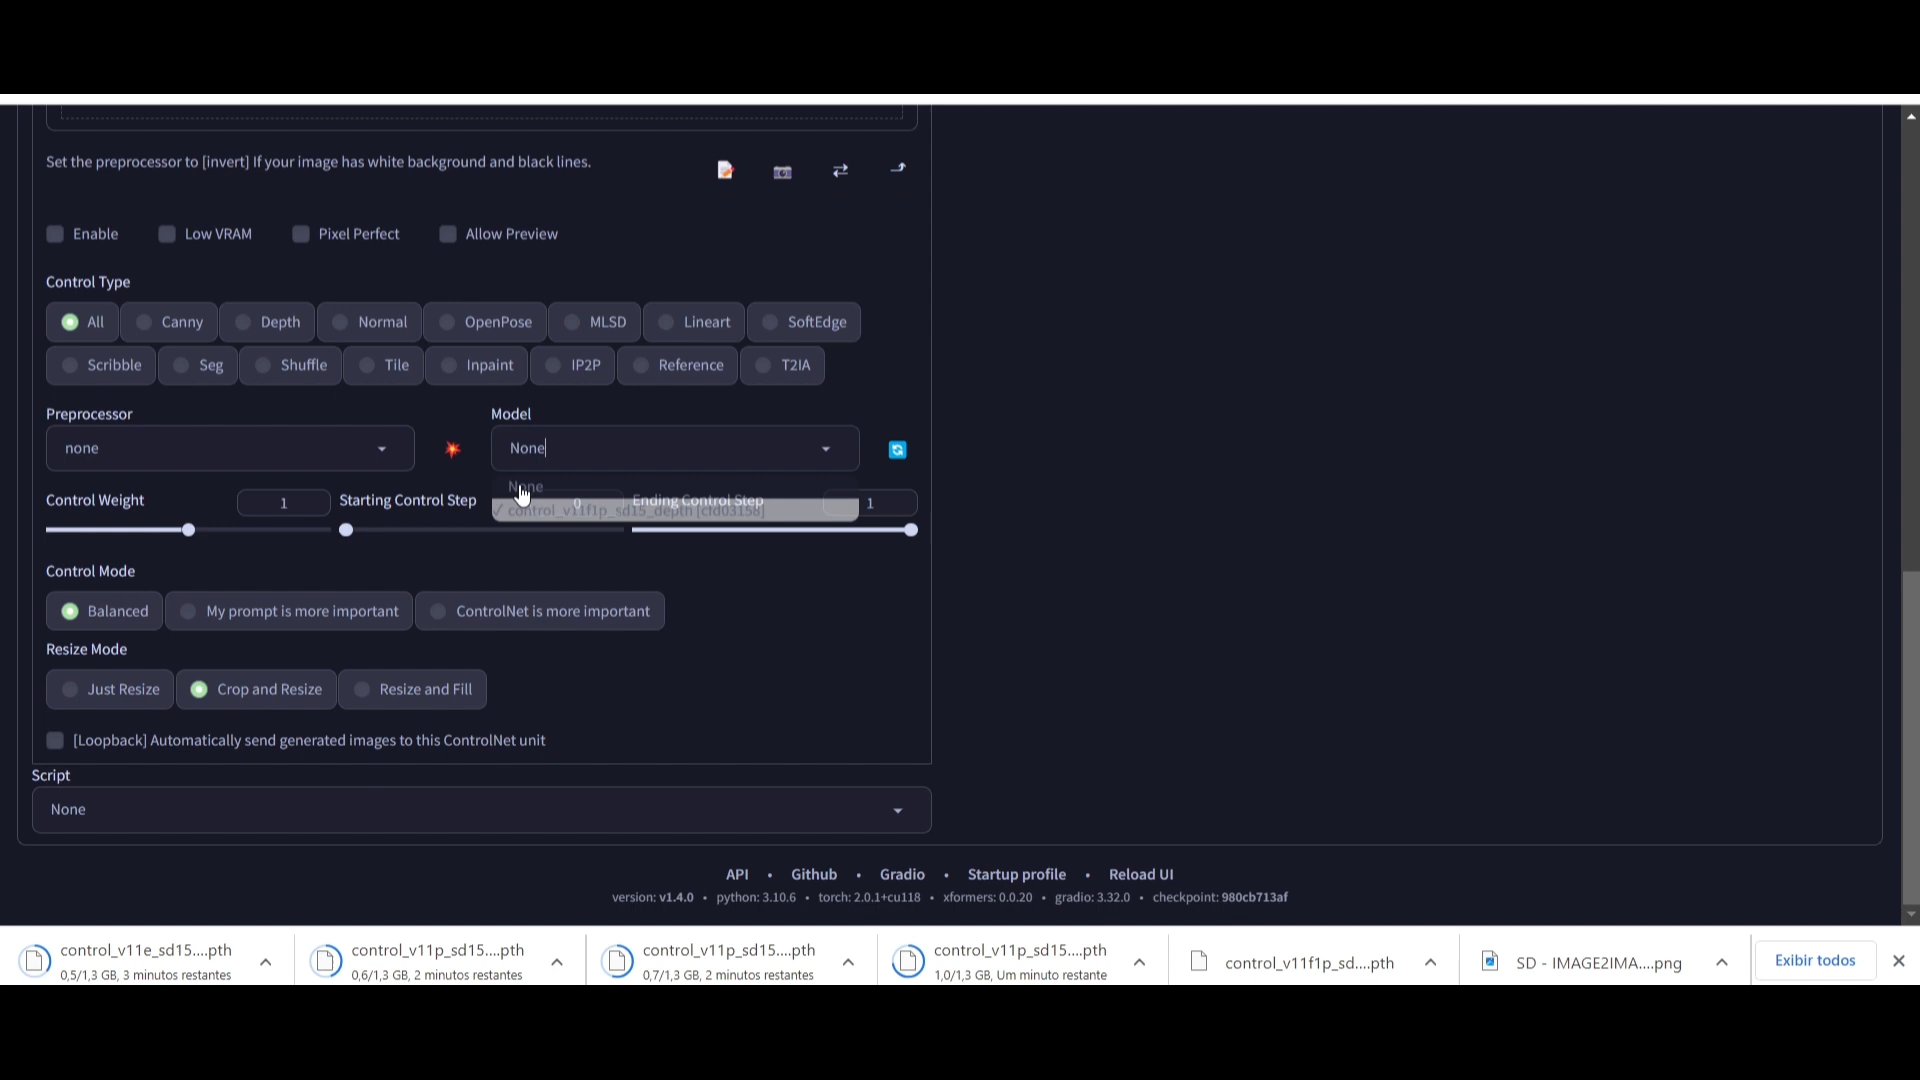 Set the preprocessor to [invert] If your image has white background and black lines.
Enable Low VRAM Pixel Perfect Allow Preview
Control Type
All Canny Depth Normal OpenPose MLSD Lineart SoftEdge
Scribble Seg Shuffle Tile Inpaint IP2P Reference T2IA
Preprocessor Model
none None
None
Control Weight 1 Starting Control Step 0 Ending Control Step 1
✓ control_v11f1p_sd15_depth [cfd03158]
Control Mode
Balanced My prompt is more important ControlNet is more important
Resize Mode
Just Resize Crop and Resize Resize and Fill
[Loopback] Automatically send generated images to this ControlNet unit
Script
None
API • Github • Gradio • Startup profile • Reload UI
version: v1.4.0 • python: 3.10.6 • torch: 2.0.1+cu118 • xformers: 0.0.20 • gradio: 3.32.0 • checkpoint: 980cb713af
control_v11e_sd15....pth control_v11p_sd15....pth control_v11p_sd15....pth control_v11p_sd15....pth control_v11f1p_sd....pth SD - IMAGE2IMA....png Exibir todos
0,5/1,3 GB, 3 minutos restantes 0,6/1,3 GB, 2 minutos restantes 0,7/1,3 GB, 2 minutos restantes 1,0/1,3 GB, Um minuto restante